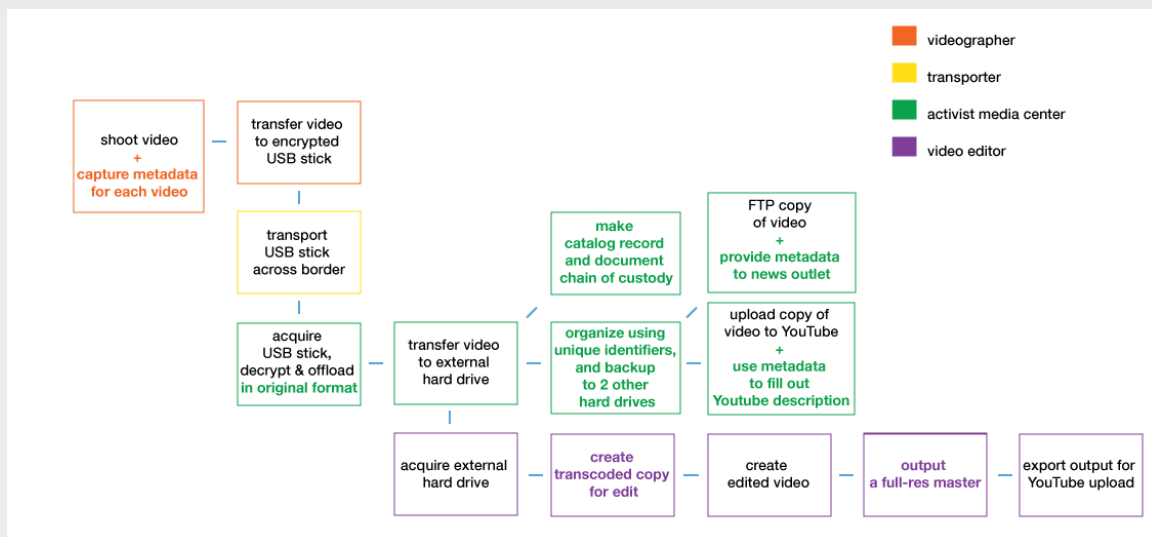 videographer
transporter
activist media center
video editor
shoot video
+
capture metadata
for each video
transfer video
to encrypted
USB stick
transport
USB stick
across border
acquire
USB stick,
decrypt & offload
in original format
transfer video
to external
hard drive
make
catalog record
and document
chain of custody
organize using
unique identifiers,
and backup
to 2 other
hard drives
FTP copy
of video
+
provide metadata
to news outlet
upload copy of
video to YouTube
+
use metadata
to fill out
Youtube description
acquire external
hard drive
create
transcoded copy
for edit
create
edited video
output
a full-res master
export output for
YouTube upload